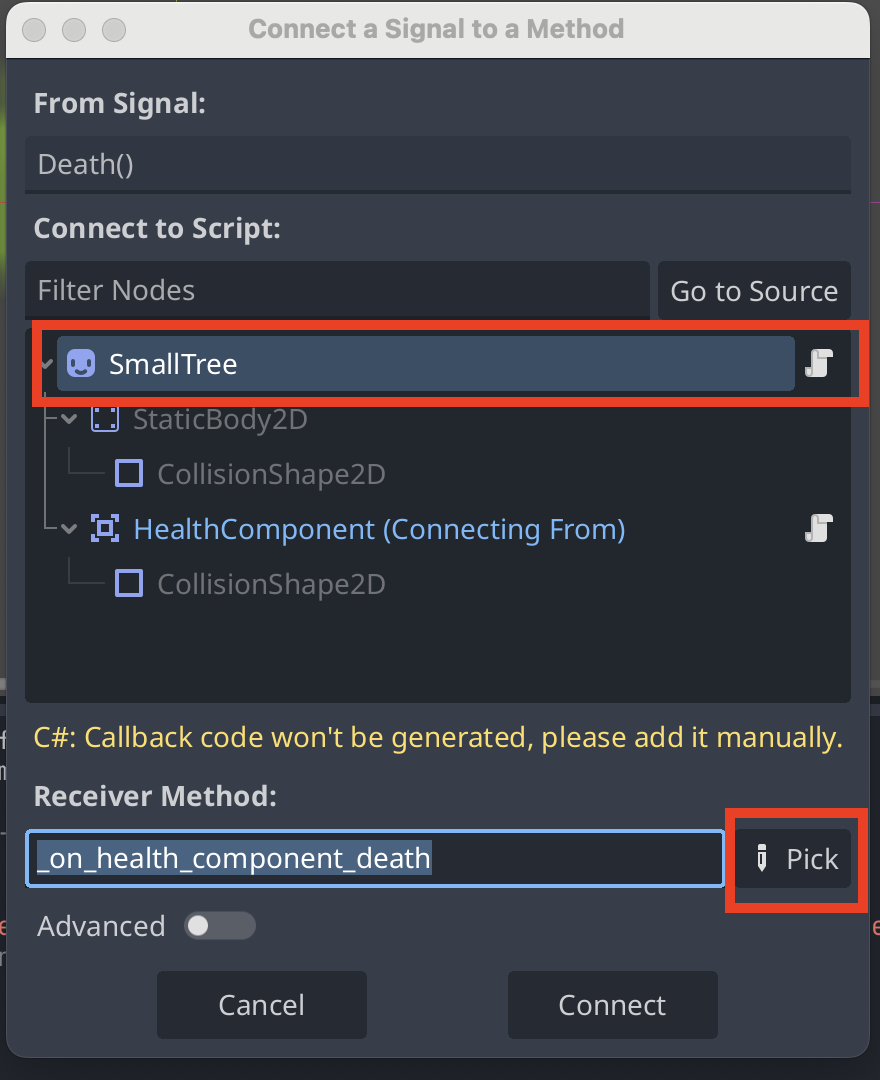 Connect a Signal to a Method
From Signal:
Death()
Connect to Script:
Filter Nodes
Go to Source
SmallTree
StaticBody2D
CollisionShape2D
HealthComponent (Connecting From)
CollisionShape2D
C#: Callback code won't be generated, please add it manually.
Receiver Method:
_on_health_component_death
Pick
Advanced
Cancel
Connect